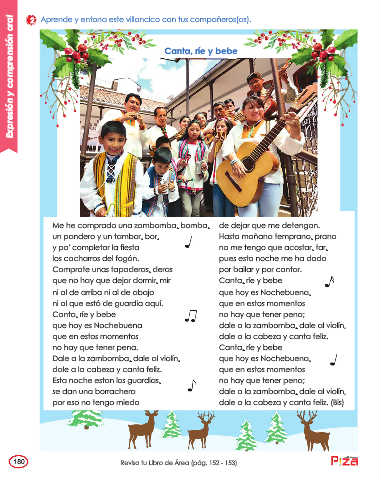 Expresión y comprensión oral
2 Aprende y entona este villancico con tus compañeros(as).
Canta, ríe y bebe
Me he comprado una zambomba, bomba,
un pandero y un tambor, bor,
y pa' completar la fiesta
los cacharros del fogón.
Comprate unas tapaderas, deras
que no hay que dejar dormir, mir
ni al de arriba ni al de abajo
ni al que esté de guardia aquí.
Canta, ríe y bebe
que hoy es Nochebuena
que en estos momentos
no hay que tener pena.
Dale a la zambomba, dale al violín,
dale a la cabeza y canta feliz.
Esta noche están los guardias,
se dan una borrachera
por eso no tengo miedo
de dejar que me detengan.
Hasta mañana temprano, prano
no me tengo que acostar, tar,
pues esta noche me ha dado
por bailar y por cantar.
Canta, ríe y bebe
que hoy es Nochebuena,
que en estos momentos
no hay que tener pena;
dale a la zambomba, dale al violín,
dale a la cabeza y canta feliz.
Canta, ríe y bebe
que hoy es Nochebuena,
que en estos momentos
no hay que tener pena;
dale a la zambomba, dale al violín,
dale a la cabeza y canta feliz. (Bis)
180
Revisa tu Libro de Área (pág. 152 - 153)
PIZA